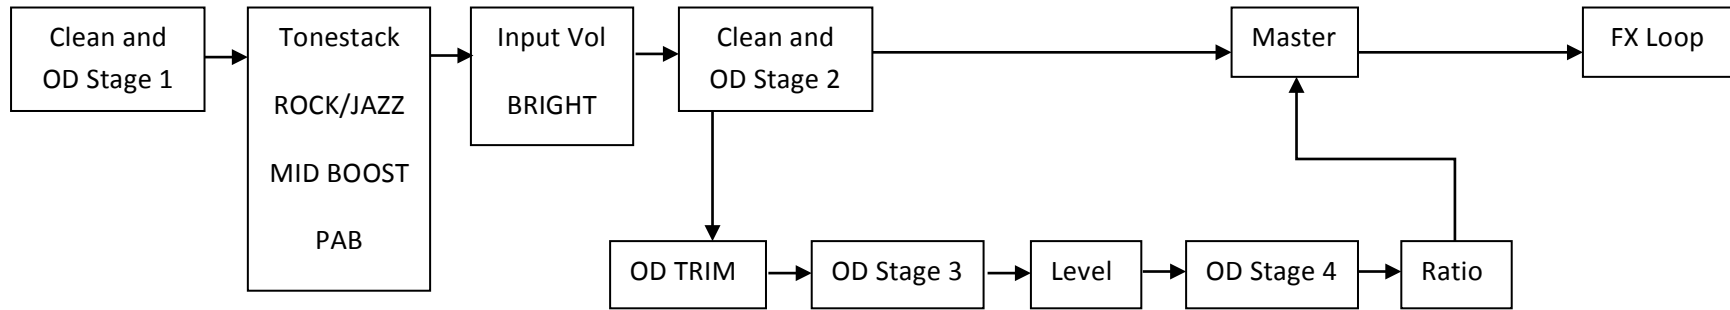 Clean and
OD Stage 1
Tonestack
ROCK/JAZZ
MID BOOST
PAB
Input Vol
BRIGHT
Clean and
OD Stage 2
Master
FX Loop
OD TRIM
OD Stage 3
Level
OD Stage 4
Ratio